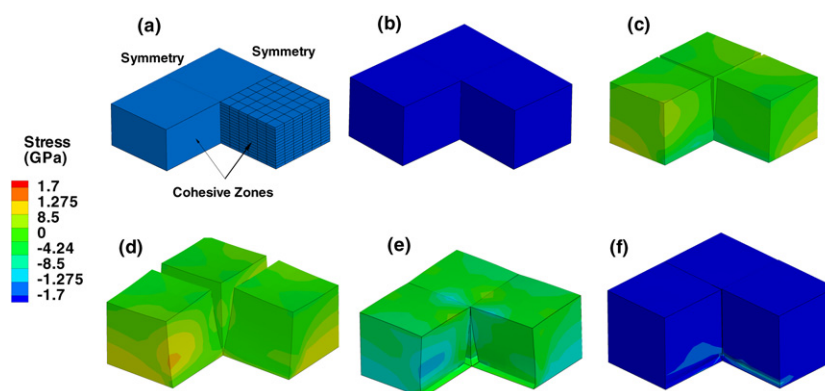 (a)
Symmetry
Symmetry
Cohesive Zones
(b)
(c)
Stress
(GPa)
1.7
1.275
8.5
0
-4.24
-8.5
-1.275
-1.7
(d)
(e)
(f)